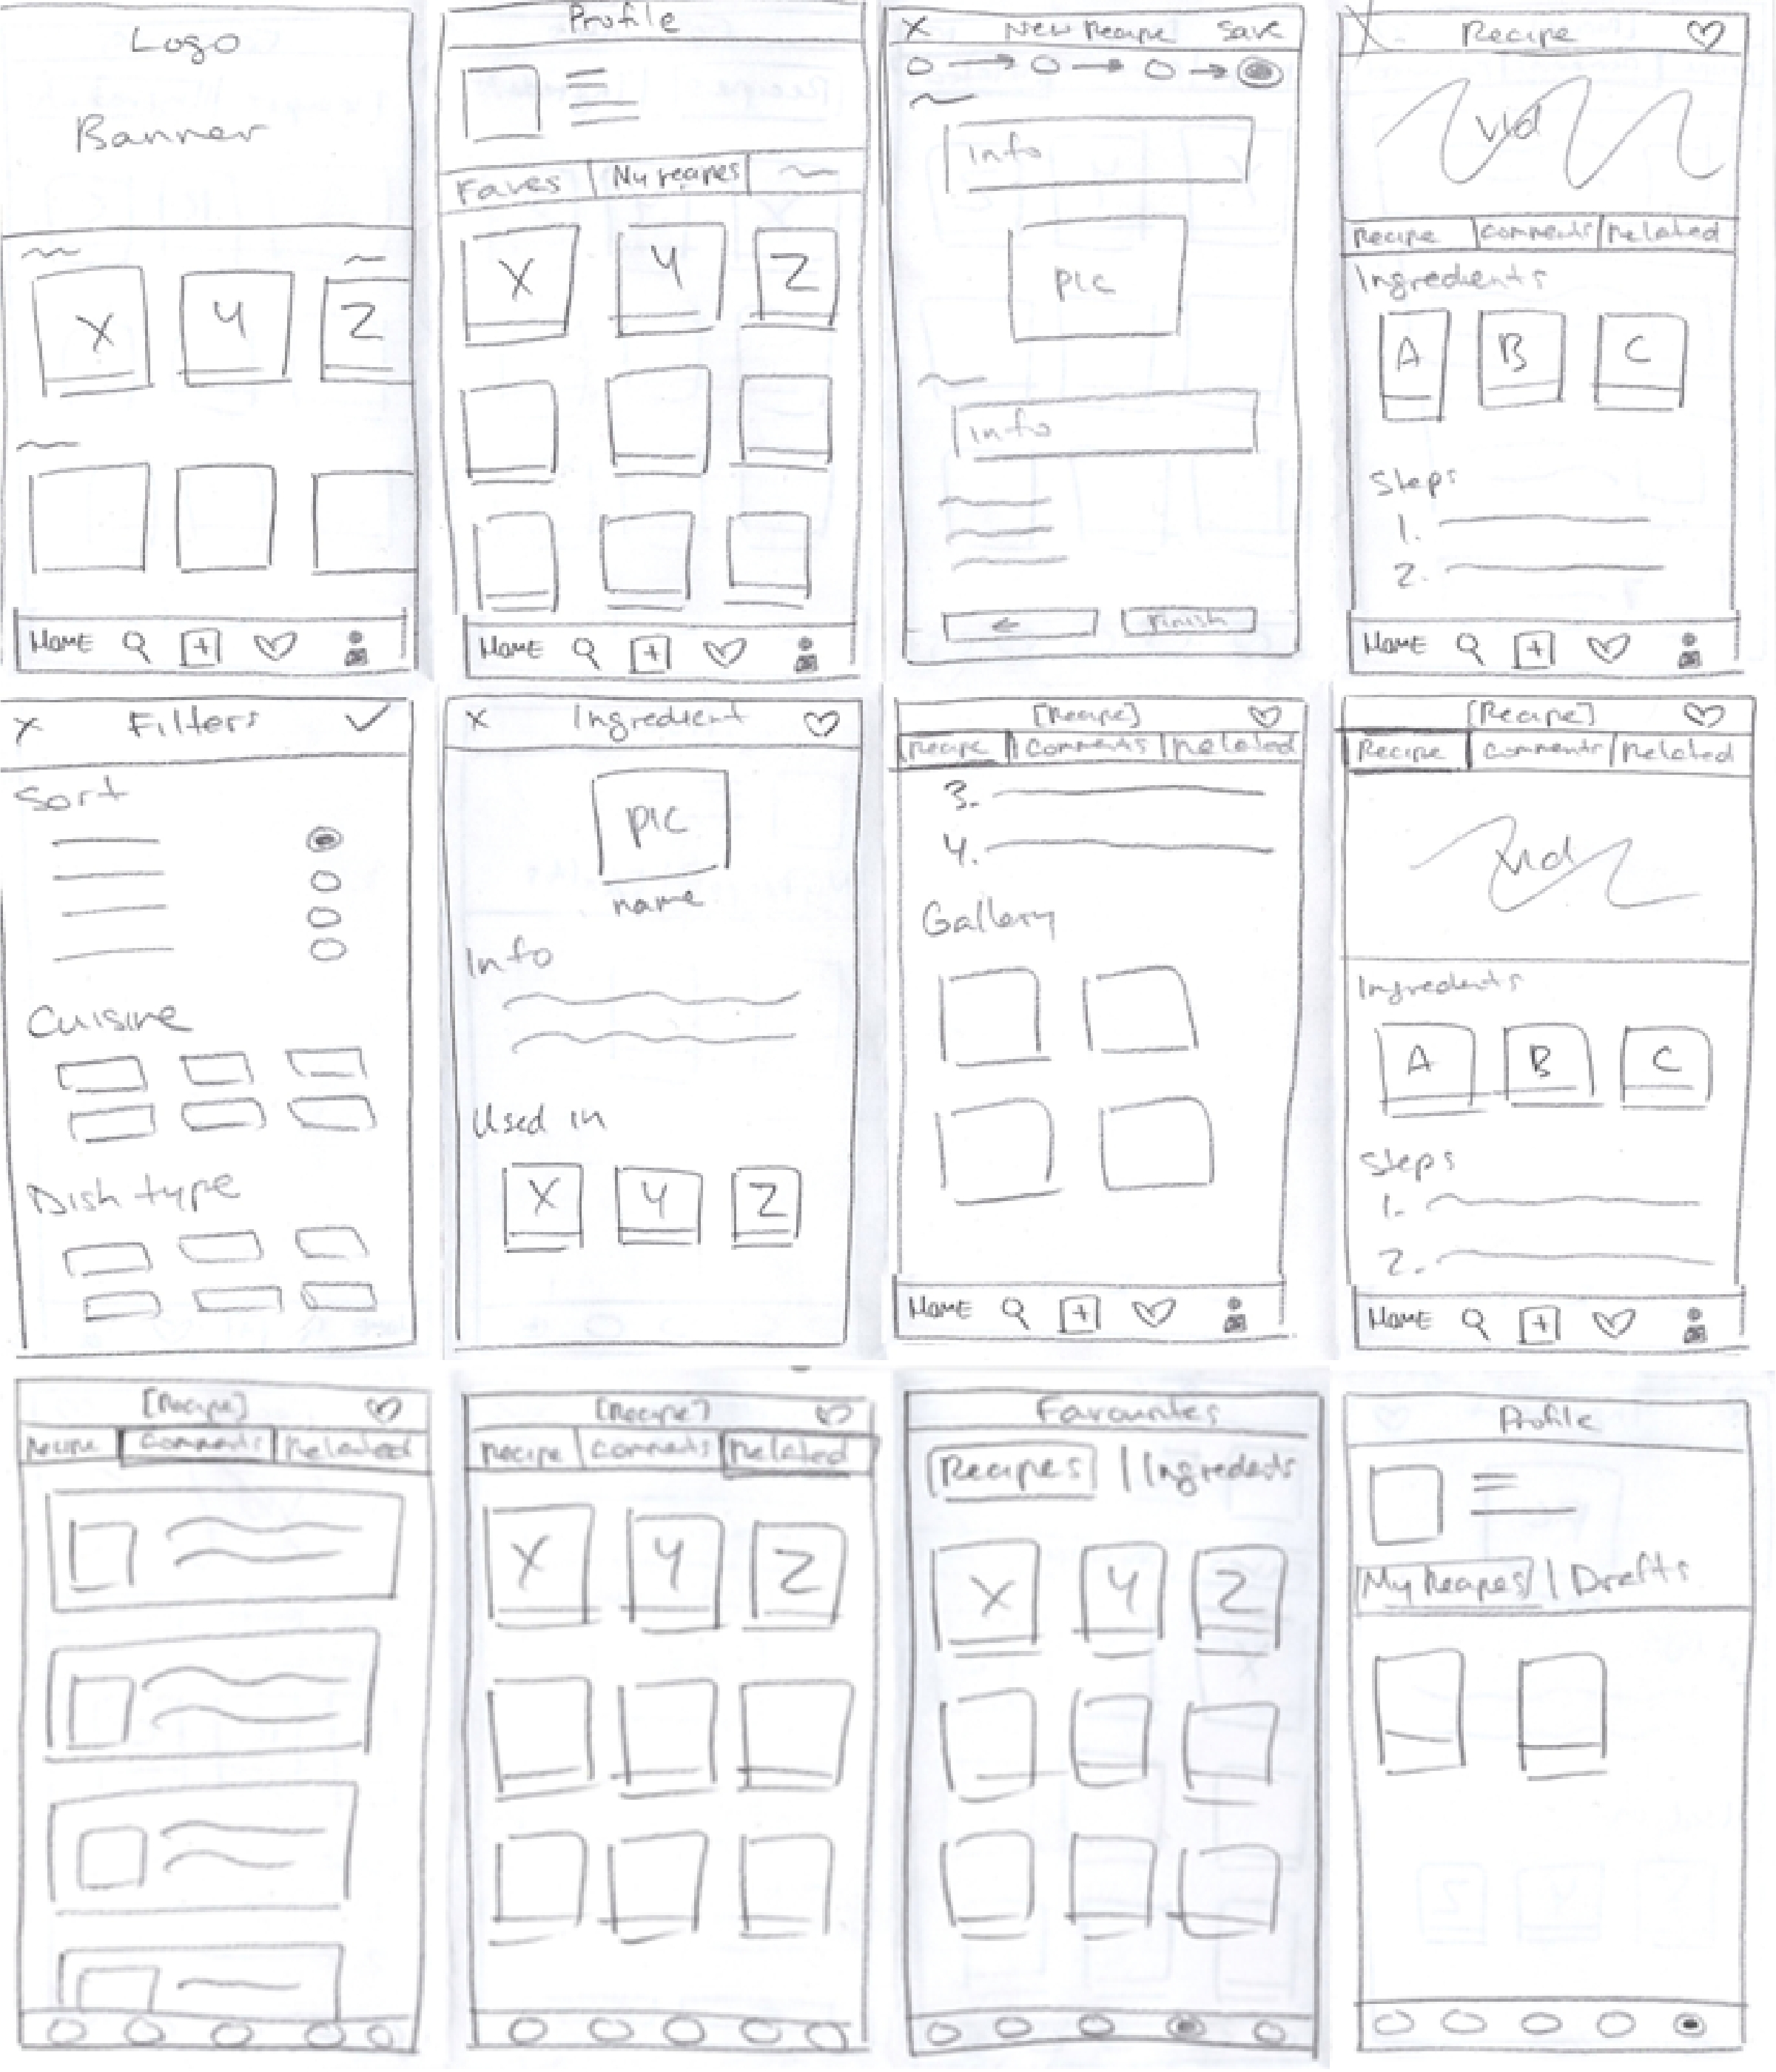 Logo
Banner
X Y Z
HOME +
Profile
Faves My recipes
X Y Z
HOME +
X New Recipe Save
info
pic
info
← Finish
X Recipe
vid
Recipe Comments Related
Ingredients
A B C
Steps
1.
2.
HOME +
X Filters ✓
Sort
Cuisine
Dish type
X Ingredient
pic
name
Info
Used in
X Y Z
[Recipe]
Recipe Comments Related
3.
4.
Gallery
HOME +
[Recipe]
Recipe Comments Related
vid
Ingredients
A B C
Steps
1.
2.
HOME +
[Recipe]
Recipe Comments Related
[Recipe]
Recipe Comments Related
X Y Z
Favourites
Recipes | Ingredients
X Y Z
Profile
My Recipes | Drafts